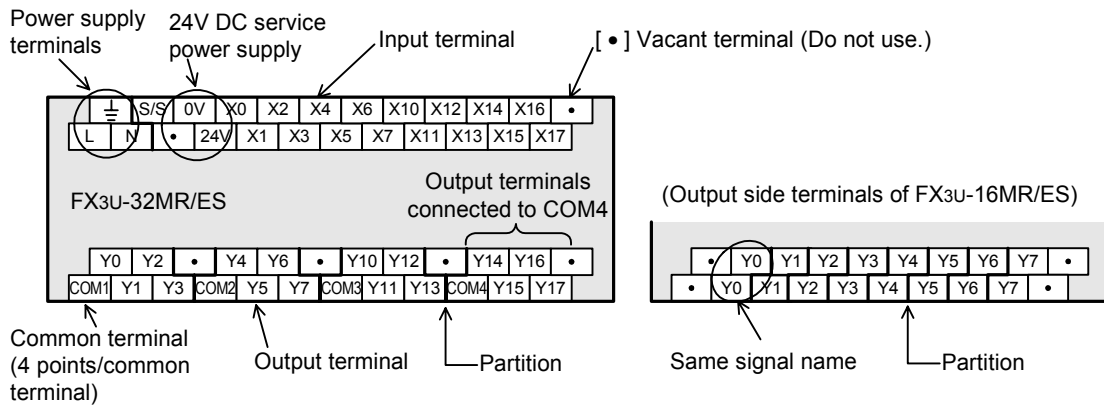 Power supply
terminals
24V DC service
power supply
Input terminal
[ • ] Vacant terminal (Do not use.)
⏚ S/S 0V X0 X2 X4 X6 X10 X12 X14 X16 •
L N • 24V X1 X3 X5 X7 X11 X13 X15 X17
FX3U-32MR/ES
Output terminals
connected to COM4
Y0 Y2 • Y4 Y6 • Y10 Y12 • Y14 Y16 •
COM1 Y1 Y3 COM2 Y5 Y7 COM3 Y11 Y13 COM4 Y15 Y17
Common terminal
(4 points/common
terminal)
Output terminal
Partition
(Output side terminals of FX3U-16MR/ES)
• Y0 Y1 Y2 Y3 Y4 Y5 Y6 Y7 •
• Y0 Y1 Y2 Y3 Y4 Y5 Y6 Y7 •
Same signal name
Partition